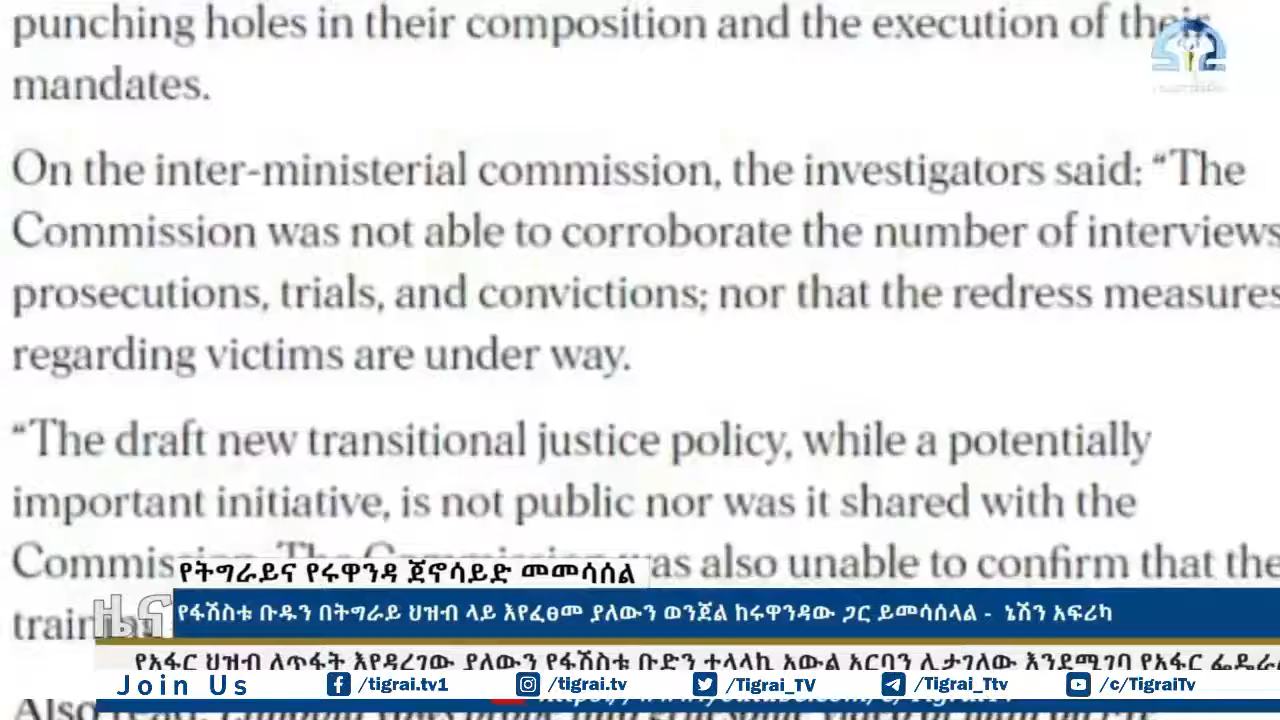 punching holes in their composition and the execution of their
mandates.
On the inter-ministerial commission, the investigators said: “The
Commission was not able to corroborate the number of interviews
prosecutions, trials, and convictions; nor that the redress measures
regarding victims are under way.
“The draft new transitional justice policy, while a potentially
important initiative, is not public nor was it shared with the
was also unable to confirm that the
የትግራይና የሩዋንዳ ጀኖሳይድ መመሳሰል
ዜና
የፋሽስቱ ቡዱን በትግራይ ህዝብ ላይ እየፈፀመ ያለውን ወንጀል ከሩዋንዳው ጋር ይመሳሰላል - ኔሽን አፍሪካ
የአፋር ህዝብ ለጥፋት እየዳረገው ያለውን የፋሽስቱ ቡድን ተላላኪ አውል አርባን ሊታገለው እንደሚገባ የአፋር
Join Us /tigrai.tv1 /tigrai.tv /Tigrai_TV /Tigrai_Ttv /c/TigraiTv
Also